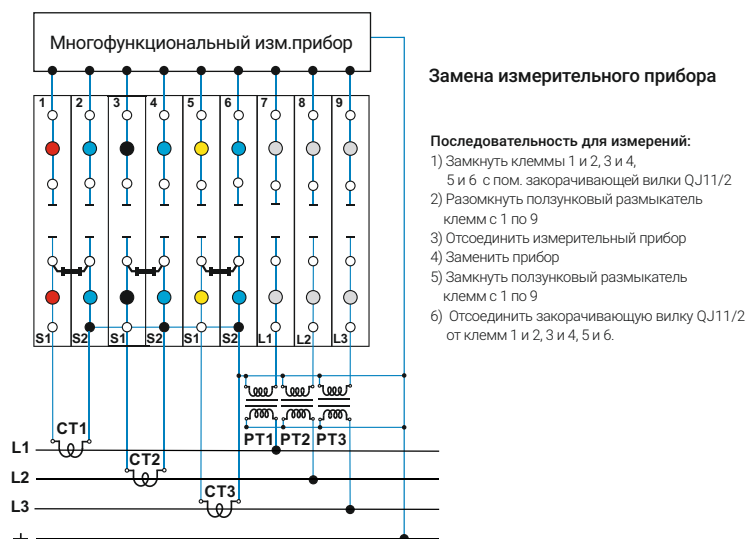 Многофункциональный изм.прибор
1 2 3 4 5 6 7 8 9
S1 S2 S1 S2 S1 S2 L1 L2 L3
CT1
CT2
CT3
PT1 PT2 PT3
L1
L2
L3
Замена измерительного прибора
Последовательность для измерений:
1) Замкнуть клеммы 1 и 2, 3 и 4,
5 и 6 с пом. закорачивающей вилки QJ11/2
2) Разомкнуть ползунковый размыкатель
клемм с 1 по 9
3) Отсоединить измерительный прибор
4) Заменить прибор
5) Замкнуть ползунковый размыкатель
клемм с 1 по 9
6) Отсоединить закорачивающую вилку QJ11/2
от клемм 1 и 2, 3 и 4, 5 и 6.